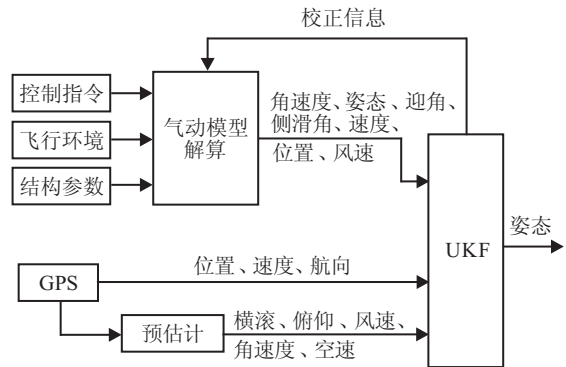 校正信息
控制指令
飞行环境
结构参数
气动模型
解算
角速度、姿态、迎角、
侧滑角、速度、
位置、风速
UKF
姿态
GPS
位置、速度、航向
预估计
横滚、俯仰、风速、
角速度、空速